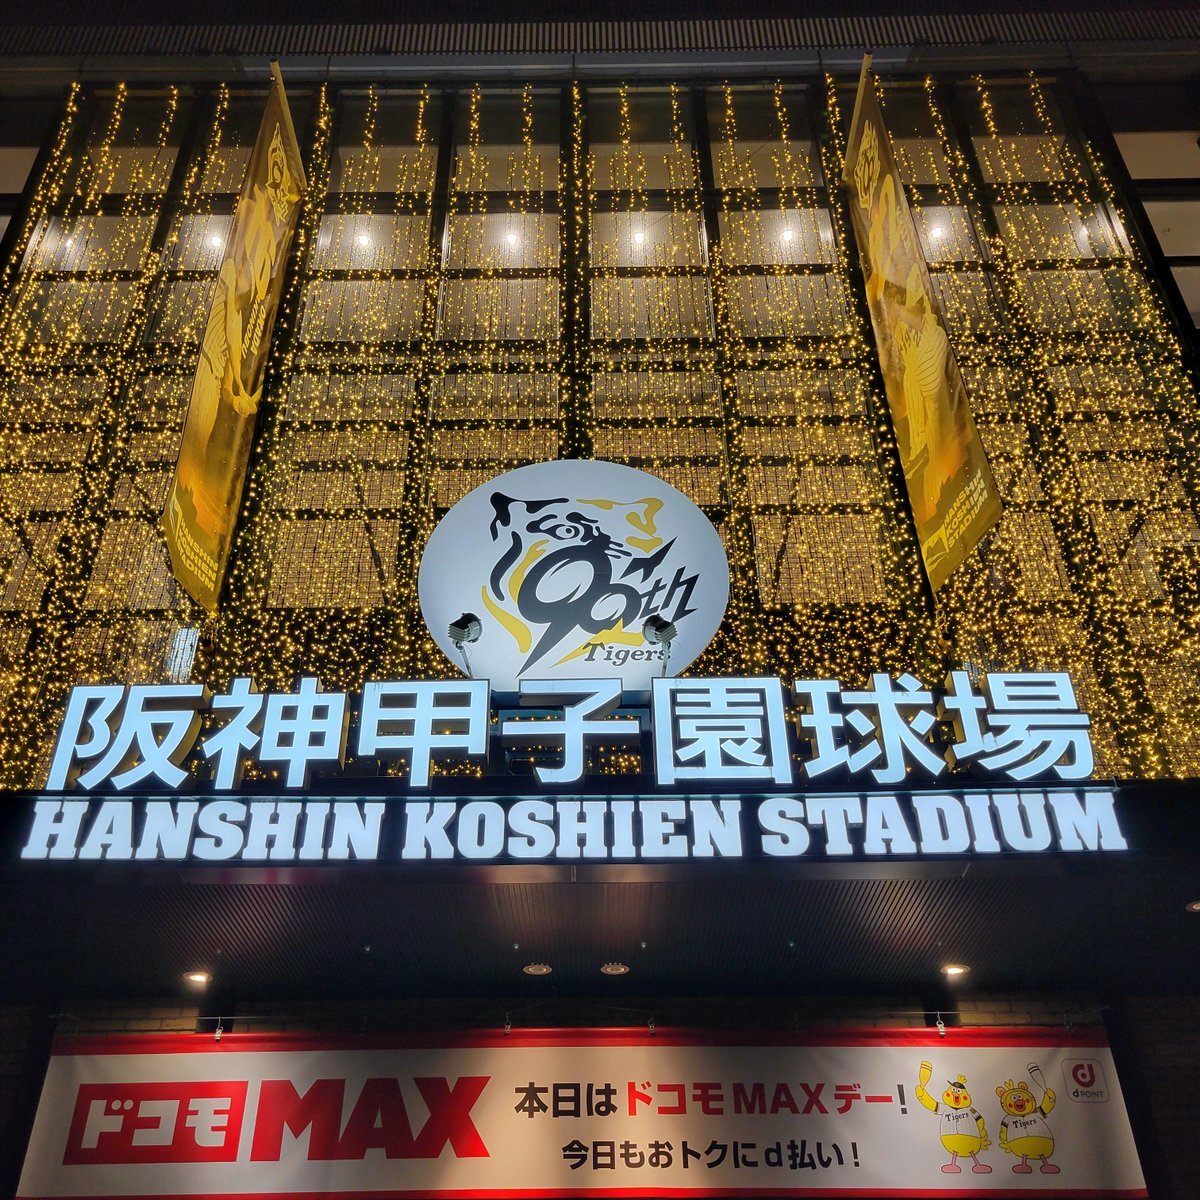 90th
Tigers
阪神甲子園球場
HANSHIN KOSHIEN STADIUM
ドコモMAX
本日はドコモMAXデー!
今日もおトクにd払い!
Tigers
Tigers
d POINT